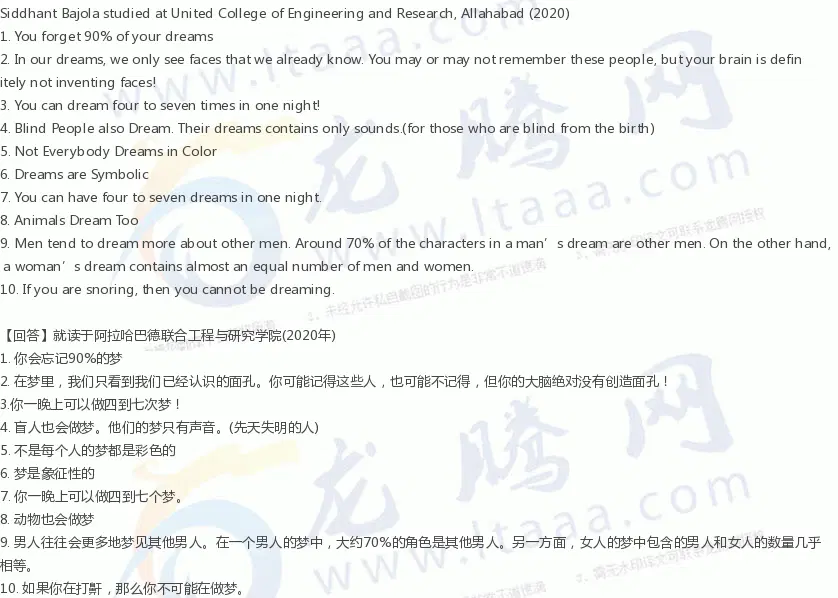 Siddhant Bajola studied at United College of Engineering and Research, Allahabad (2020)
1. You forget 90% of your dreams
2. In our dreams, we only see faces that we already know. You may or may not remember these people, but your brain is defin
itely not inventing faces!
3. You can dream four to seven times in one night!
4. Blind People also Dream. Their dreams contains only sounds.(for those who are blind from the birth)
5. Not Everybody Dreams in Color
6. Dreams are Symbolic
7. You can have four to seven dreams in one night.
8. Animals Dream Too
9. Men tend to dream more about other men. Around 70% of the characters in a man's dream are other men. On the other hand,
a woman's dream contains almost an equal number of men and women.
10. If you are snoring, then you cannot be dreaming.
【回答】就读于阿拉哈巴德联合工程与研究学院(2020年)
1. 你会忘记90%的梦
2. 在梦里，我们只看到我们已经认识的面孔。你可能记得这些人，也可能不记得，但你的大脑绝对没有创造面孔！
3.你一晚上可以做四到七次梦！
4. 盲人也会做梦。他们的梦只有声音。(先天失明的人)
5. 不是每个人的梦都是彩色的
6. 梦是象征性的
7. 你一晚上可以做四到七个梦。
8. 动物也会做梦
9. 男人往往会更多地梦见其他男人。在一个男人的梦中，大约70%的角色是其他男人。另一方面，女人的梦中包含的男人和女人的数量几乎
相等。
10. 如果你在打鼾，那么你不可能在做梦。
龙腾网
www.ltaaa.com
龙腾网
www.ltaaa.com